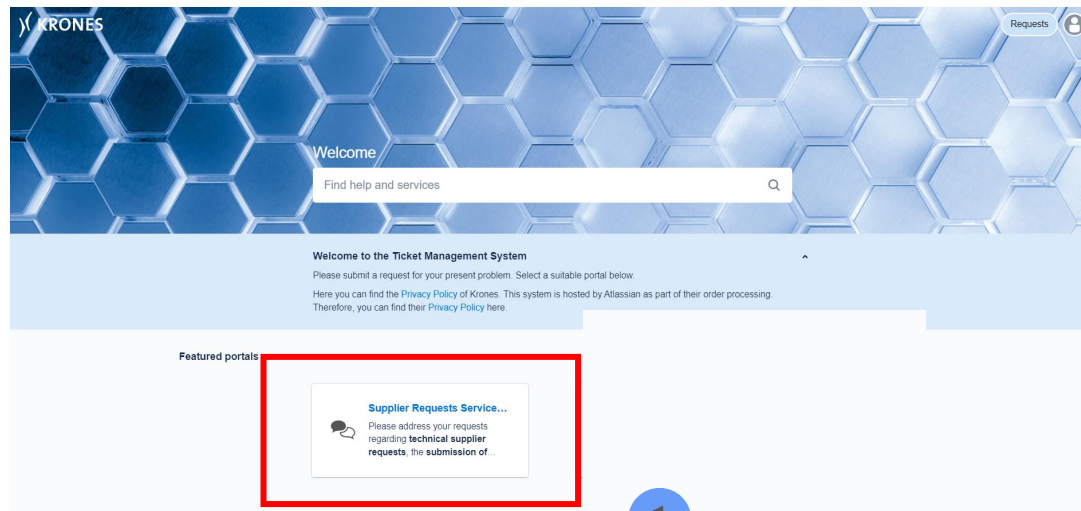 KRONES
Requests
Welcome
Find help and services
Welcome to the Ticket Management System
Please submit a request for your present problem. Select a suitable portal below.
Here you can find the Privacy Policy of Krones. This system is hosted by Atlassian as part of their order processing.
Therefore, you can find their Privacy Policy here.
Featured portals
Supplier Requests Service...
Please address your requests
regarding technical supplier
requests, the submission of...